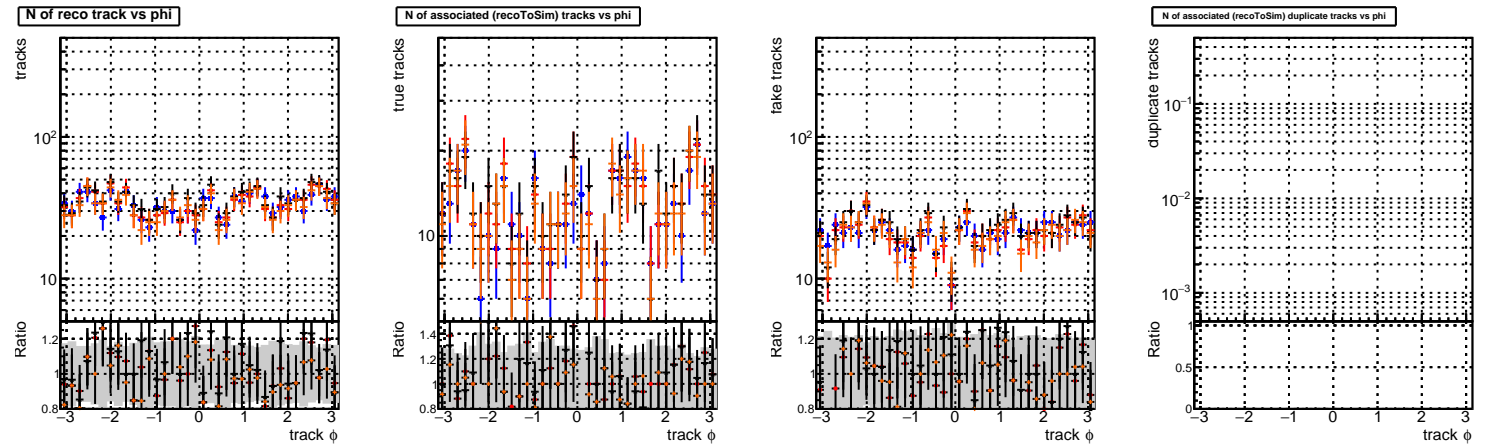 N of reco track vs phi
tracks
10²
10
Ratio
1.2
1
0.8
−3 −2 −1 0 1 2 3
track ϕ
N of associated (recoToSim) tracks vs phi
true tracks
10
Ratio
1.4
1.2
1
0.8
−3 −2 −1 0 1 2 3
track ϕ
fake tracks
10²
10
Ratio
1.2
1
0.8
−3 −2 −1 0 1 2 3
track ϕ
N of associated (recoToSim) duplicate tracks vs phi
duplicate tracks
10⁻¹
10⁻²
10⁻³
Ratio
1
0.5
0
−3 −2 −1 0 1 2 3
track ϕ